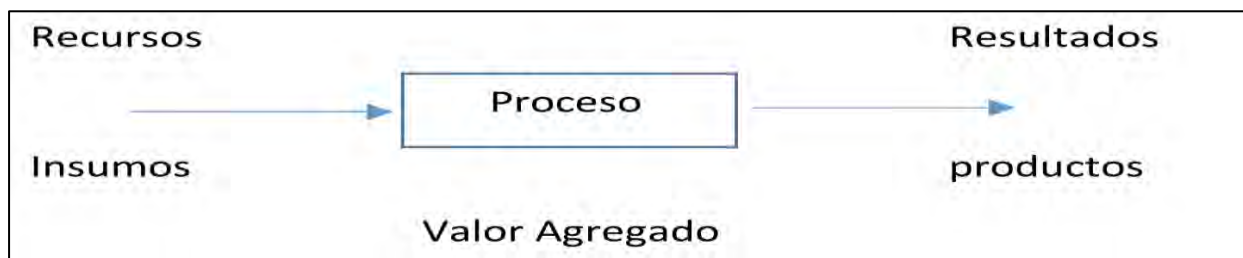 Recursos
Resultados
Proceso
Insumos
productos
Valor Agregado